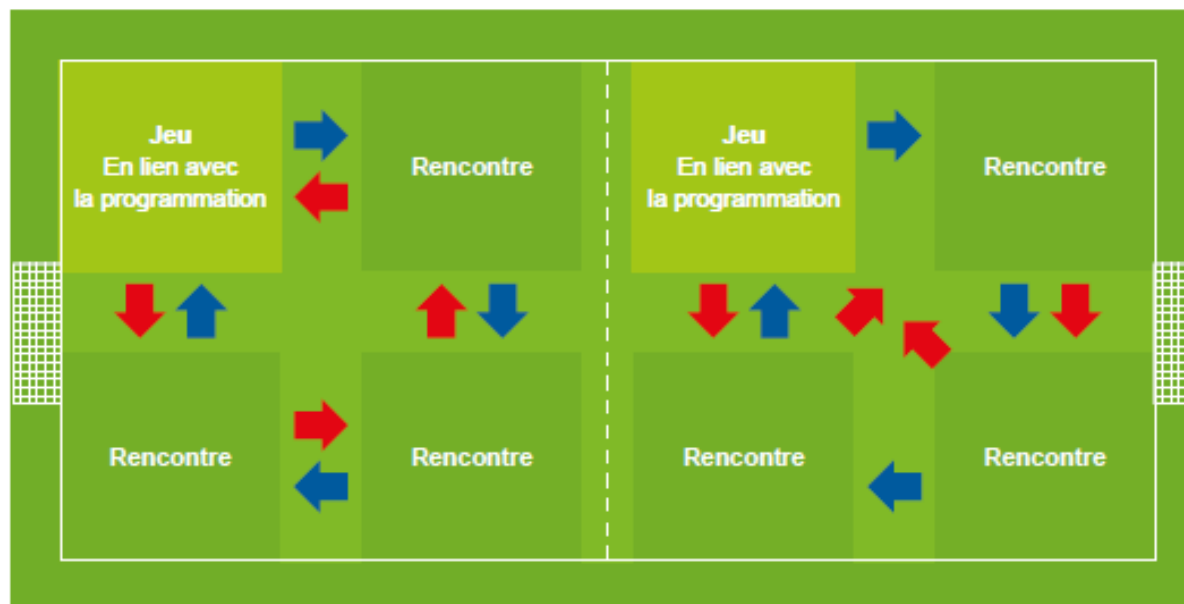 Jeu
En lien avec
la programmation
Rencontre
Jeu
En lien avec
la programmation
Rencontre
Rencontre
Rencontre
Rencontre
Rencontre